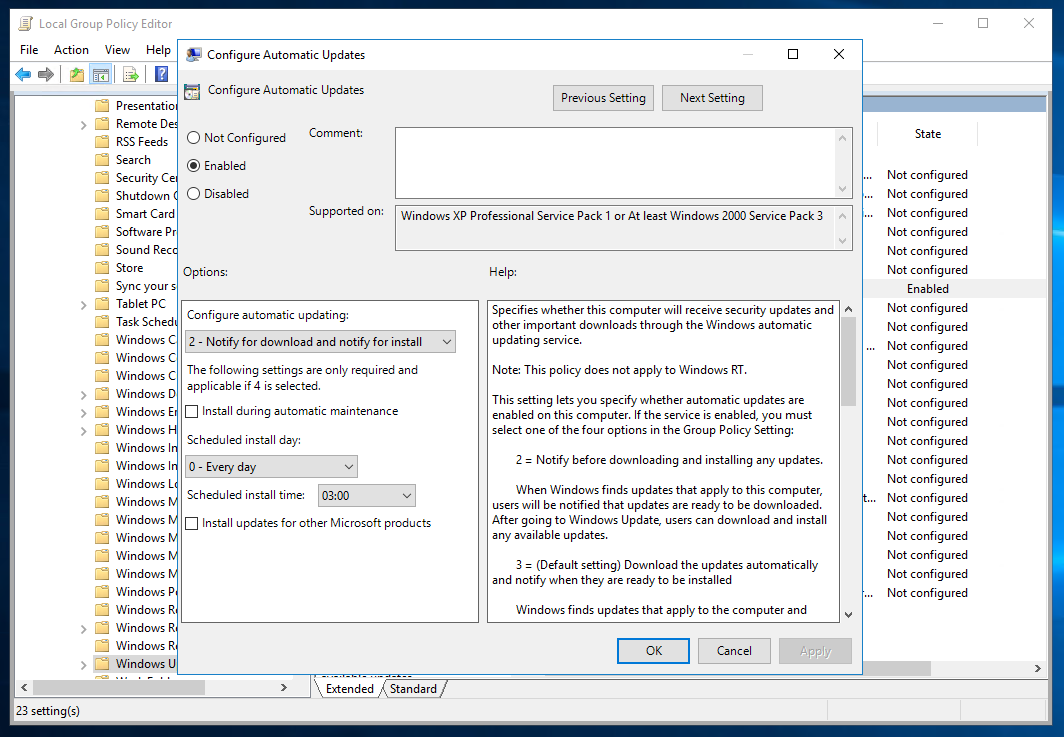 Local Group Policy Editor
File Action View Help
Configure Automatic Updates
Configure Automatic Updates
Previous Setting
Next Setting
Not Configured
Enabled
Disabled
Comment:
Supported on:
Windows XP Professional Service Pack 1 or At least Windows 2000 Service Pack 3
Options:
Help:
Configure automatic updating:
2 - Notify for download and notify for install
The following settings are only required and
applicable if 4 is selected.
Install during automatic maintenance
Scheduled install day:
0 - Every day
Scheduled install time:
03:00
Install updates for other Microsoft products
Specifies whether this computer will receive security updates and
other important downloads through the Windows automatic
updating service.
Note: This policy does not apply to Windows RT.
This setting lets you specify whether automatic updates are
enabled on this computer. If the service is enabled, you must
select one of the four options in the Group Policy Setting:
2 = Notify before downloading and installing any updates.
When Windows finds updates that apply to this computer,
users will be notified that updates are ready to be downloaded.
After going to Windows Update, users can download and install
any available updates.
3 = (Default setting) Download the updates automatically
and notify when they are ready to be installed
Windows finds updates that apply to the computer and
OK
Cancel
Apply
Presentation
Remote Des
RSS Feeds
Search
Security Cen
Shutdown O
Smart Card
Software Pr
Sound Reco
Store
Sync your s
Tablet PC
Task Schedu
Windows C
Windows C
Windows C
Windows D
Windows Er
Windows H
Windows In
Windows In
Windows Lo
Windows M
Windows M
Windows M
Windows M
Windows M
Windows Po
Windows Re
Windows Re
Windows Re
Windows U
State
... Not configured
... Not configured
... Not configured
Not configured
Not configured
Not configured
Enabled
Not configured
Not configured
... Not configured
Not configured
Not configured
Not configured
Not configured
Not configured
Not configured
Not configured
t... Not configured
Not configured
Not configured
Not configured
Not configured
r... Not configured
Extended
Standard
23 setting(s)